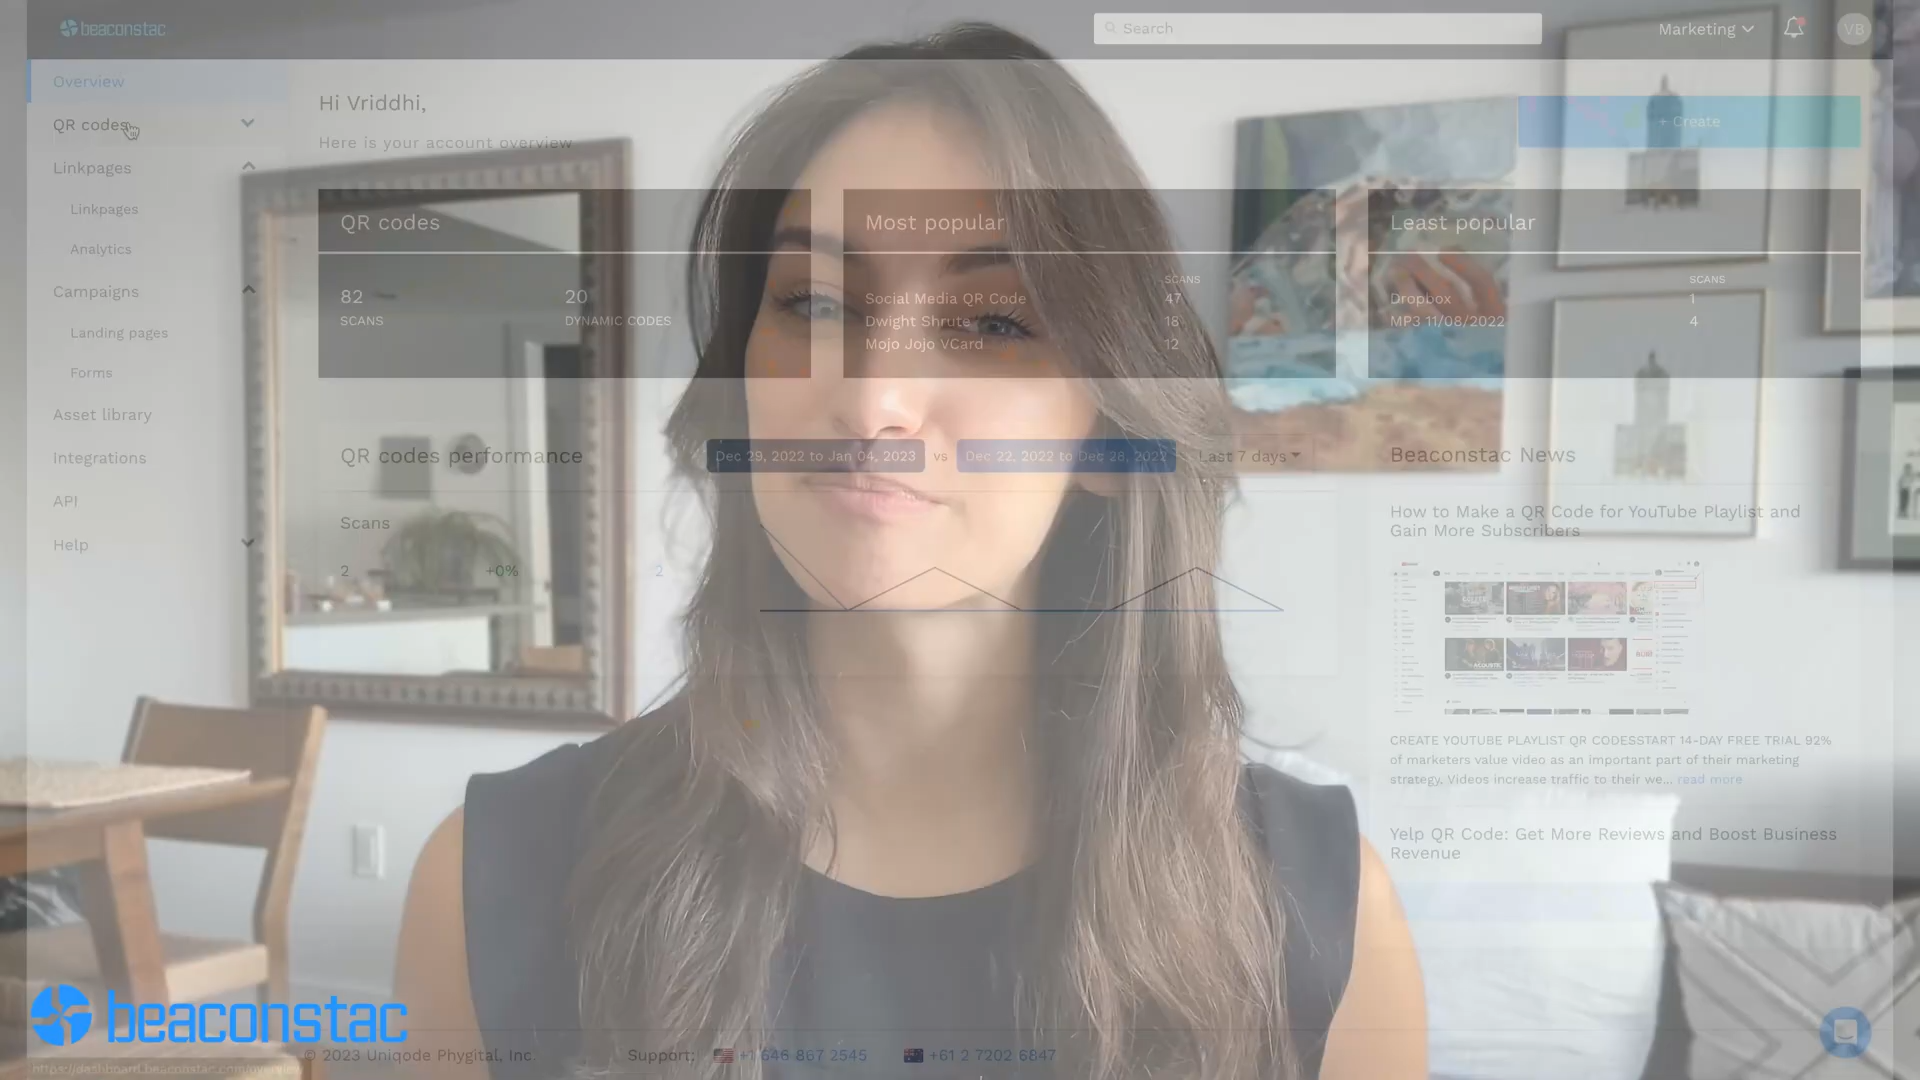 beaconstac
Search
Marketing
VB
Overview
QR codes
Linkpages
Linkpages
Analytics
Campaigns
Landing pages
Forms
Asset library
Integrations
API
Help
Hi Vriddhi,
Here is your account overview
+ Create
QR codes
82
SCANS
20
DYNAMIC CODES
Most popular
SCANS
Social Media QR Code 47
Dwight Shrute 18
Mojo Jojo VCard 12
Least popular
SCANS
Dropbox 1
MP3 11/08/2022 4
QR codes performance
Dec 29, 2022 to Jan 04, 2023 vs Dec 22, 2022 to Dec 28, 2022 Last 7 days
Scans
2 +0% 2
Beaconstac News
How to Make a QR Code for YouTube Playlist and
Gain More Subscribers
CREATE YOUTUBE PLAYLIST QR CODESSTART 14-DAY FREE TRIAL 92%
of marketers value video as an important part of their marketing
strategy. Videos increase traffic to their we... read more
Yelp QR Code: Get More Reviews and Boost Business
Revenue
beaconstac
© 2023 Uniqode Phygital, Inc.
Support: +1 646 867 2545 +61 2 7202 6847
https://dashboard.beaconstac.com/overview